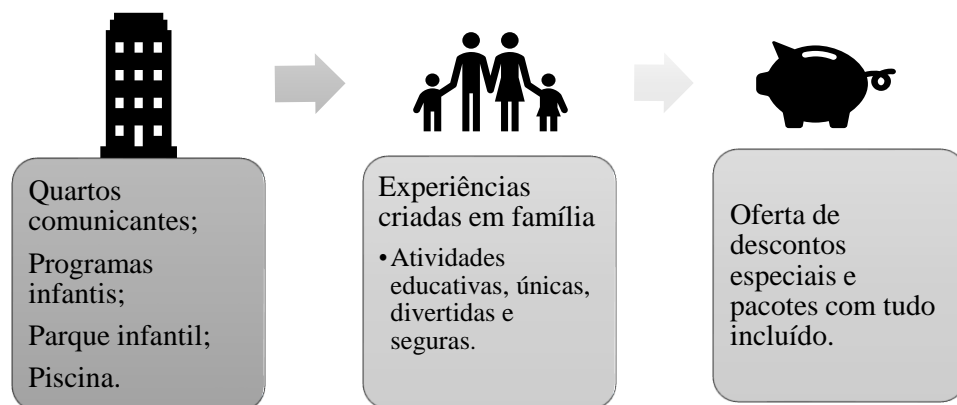 Quartos
comunicantes;
Programas
infantis;
Parque infantil;
Piscina.
Experiências
criadas em família
•Atividades
educativas, únicas,
divertidas e
seguras.
Oferta de
descontos
especiais e
pacotes com tudo
incluído.